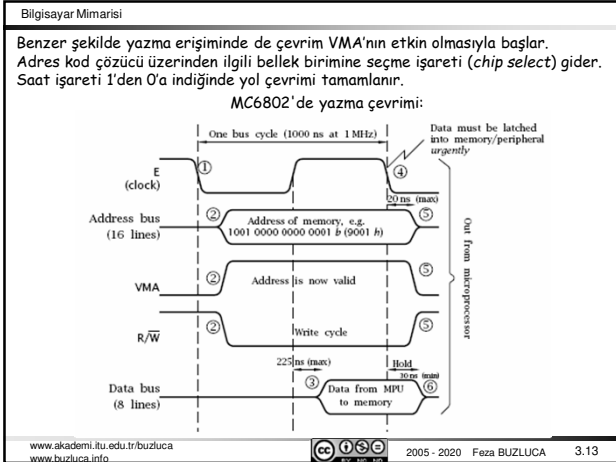 Bilgisayar Mimarisi
Benzer şekilde yazma erişiminde de çevrim VMA'nın etkin olmasıyla başlar.
Adres kod çözücü üzerinden ilgili bellek birimine seçme işareti (chip select) gider.
Saat işareti 1'den 0'a indiğinde yol çevrimi tamamlanır.
MC6802'de yazma çevrimi:
One bus cycle (1000 ns at 1 MHz)
Data must be latched
into memory/peripheral
urgently
E
(clock)
1
4
20 ns (max)
Address bus
(16 lines)
2
Address of memory, e.g.
1001 0000 0000 0001 b (9001 h)
5
VMA
2
Address is now valid
5
R/W
2
Write cycle
5
Out from microprocessor
225 ns (max)
Hold
10 ns (min)
Data bus
(8 lines)
3
Data from MPU
to memory
6
www.akademi.itu.edu.tr/buzluca
www.buzluca.info
cc
BY NC ND
2005 - 2020 Feza BUZLUCA
3.13